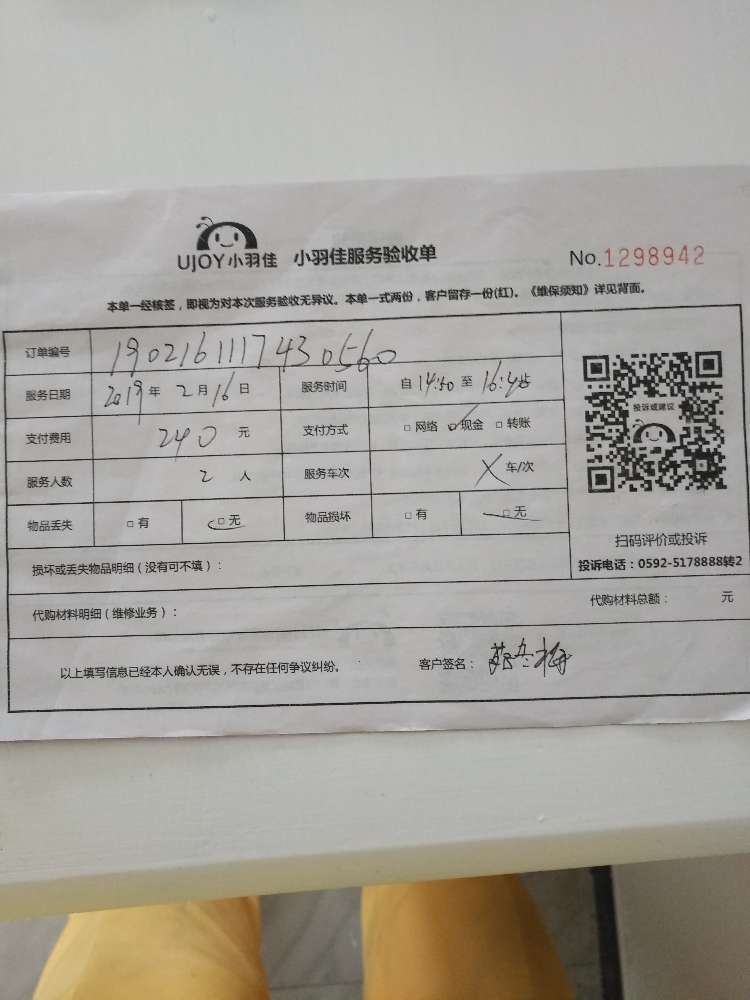 UJOY小羽佳 小羽佳服务验收单 No.1298942
本单一经核签，即视为对本次服务验收无异议。本单一式两份，客户留存一份(红)。《维保须知》详见背面。
订单编号 1902161117430560
服务日期 2019年 2月16日 服务时间 自14:50至16:45
投诉或建议
支付费用 240元 支付方式 □网络 ☑现金 □转账
服务人数 2人 服务车次 X车/次
物品丢失 □有 □无 物品损坏 □有 □无
扫码评价或投诉
投诉电话：0592-5178888转2
损坏或丢失物品明细（没有可不填）：
代购材料明细（维修业务）： 代购材料总额： 元
以上填写信息已经本人确认无误，不存在任何争议纠纷。 客户签名：